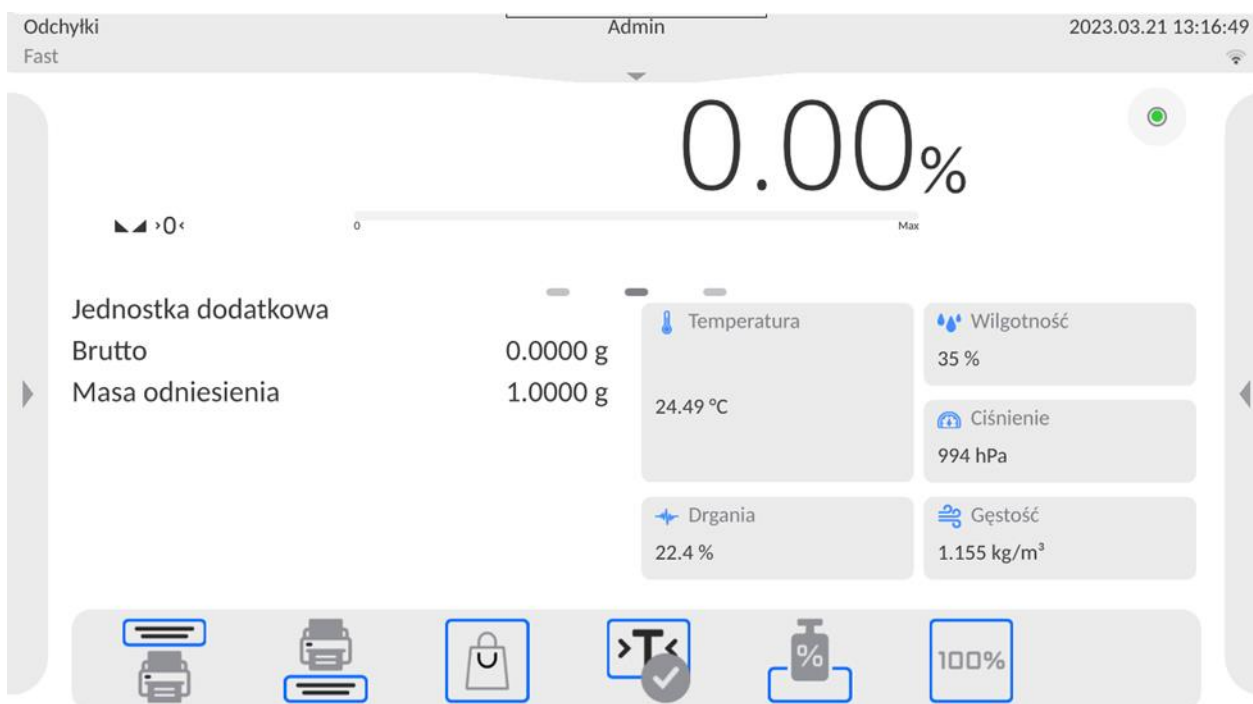 Odchyłki
Admin
2023.03.21 13:16:49
Fast
0.00%
>0<
0
Max
Jednostka dodatkowa
Brutto
0.0000 g
Masa odniesienia
1.0000 g
Temperatura
24.49 °C
Wilgotność
35 %
Ciśnienie
994 hPa
Drgania
22.4 %
Gęstość
1.155 kg/m³
>T<
%
100%